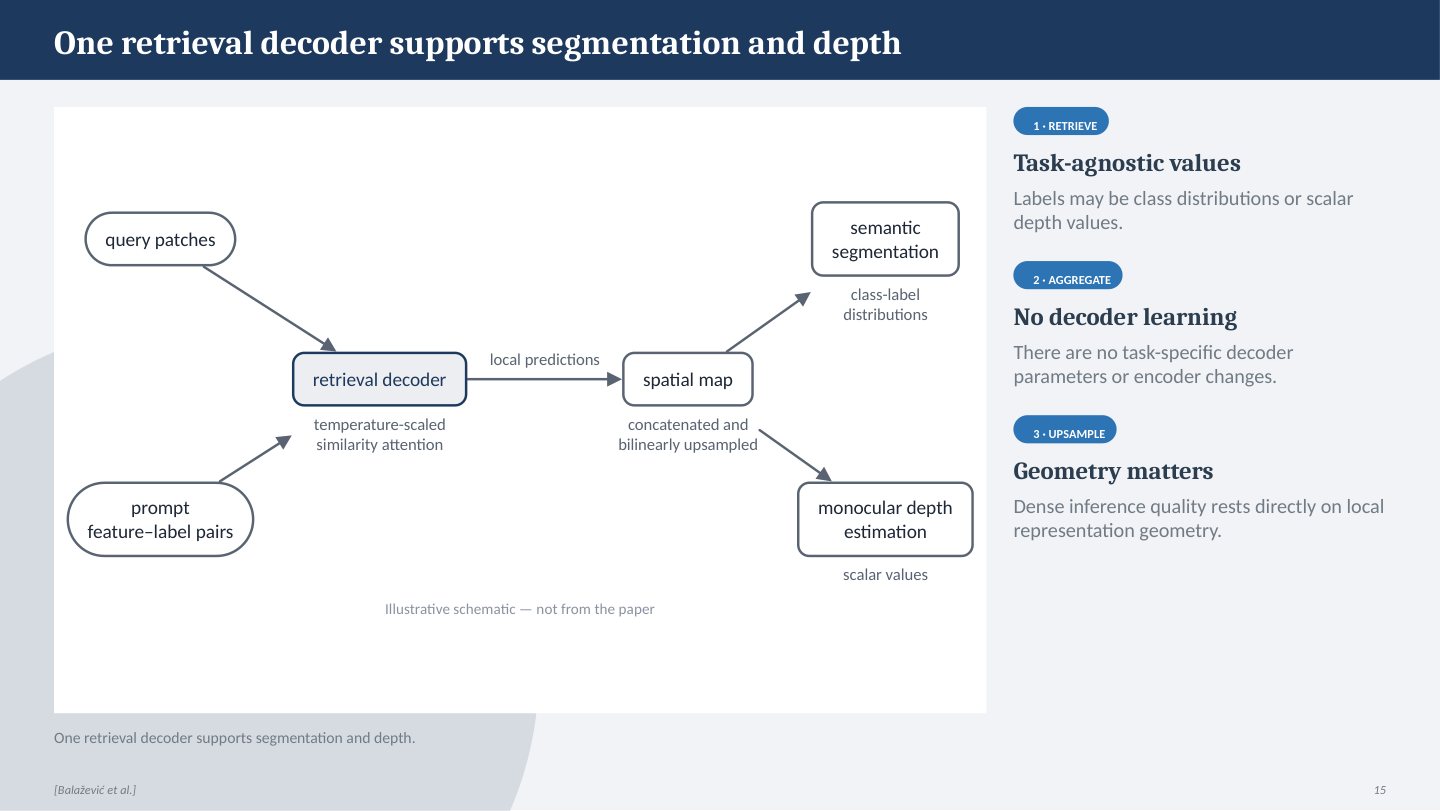 One retrieval decoder supports segmentation and depth
query patches
retrieval decoder
temperature-scaled
similarity attention
prompt
feature–label pairs
local predictions
spatial map
concatenated and
bilinearly upsampled
semantic
segmentation
class-label
distributions
monocular depth
estimation
scalar values
Illustrative schematic — not from the paper
One retrieval decoder supports segmentation and depth.
1 · RETRIEVE
Task-agnostic values
Labels may be class distributions or scalar
depth values.
2 · AGGREGATE
No decoder learning
There are no task-specific decoder
parameters or encoder changes.
3 · UPSAMPLE
Geometry matters
Dense inference quality rests directly on local
representation geometry.
[Balažević et al.]
15